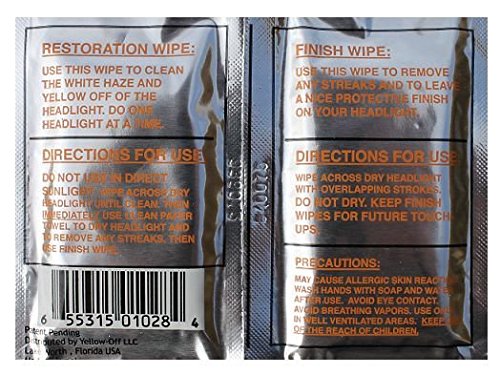 RESTORATION WIPE:
USE THIS WIPE TO CLEAN
THE WHITE HAZE AND
YELLOW OFF OF THE
HEADLIGHT. DO ONE
HEADLIGHT AT A TIME.
DIRECTIONS FOR USE
DO NOT USE IN DIRECT
SUNLIGHT. WIPE ACROSS DRY
HEADLIGHT UNTIL CLEAN. THEN
IMMEDIATELY USE CLEAN PAPER
TOWEL TO DRY HEADLIGHT AND
TO REMOVE ANY STREAKS. THEN
USE FINISH WIPE.
6 55315 01028 4
Patent Pending
Distributed by Yellow-Off LLC
Lake North , Florida USA
FINISH WIPE:
USE THIS WIPE TO REMOVE
ANY STREAKS AND TO LEAVE
A NICE PROTECTIVE FINISH
ON YOUR HEADLIGHT.
DIRECTIONS FOR USE
WIPE ACROSS DRY HEADLIGHT
WITH OVERLAPPING STROKES.
DO NOT DRY. KEEP FINISH
WIPES FOR FUTURE TOUCH
UPS.
PRECAUTIONS:
MAY CAUSE ALLERGIC SKIN REACTION
WASH HANDS WITH SOAP AND WATER
AFTER USE. AVOID EYE CONTACT.
AVOID BREATHING VAPORS. USE ONLY
IN WELL VENTILATED AREAS. KEEP
OF THE REACH OF CHILDREN.